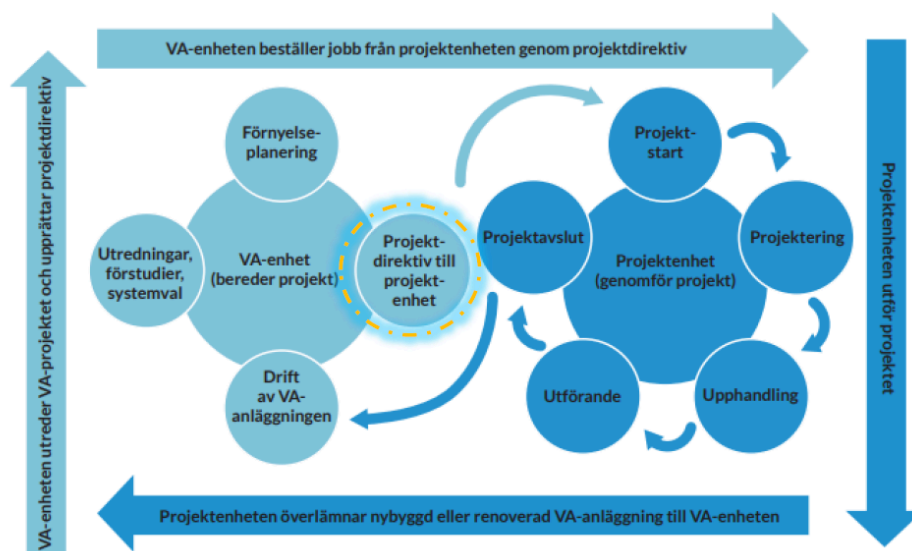 VA-enheten beställer jobb från projektenheten genom projektdirektiv
VA-enheten utreder VA-projektet och upprättar projektdirektiv
Förnyelse-
planering
Utredningar,
förstudier,
systemval
VA-enhet
(bereder projekt)
Projekt-
direktiv till
projekt-
enhet
Drift
av VA-
anläggningen
Projekt-
start
Projektavslut
Projektering
Projektenhet
(genomför projekt)
Utförande
Upphandling
Projektenheten utför projektet
Projektenheten överlämnar nybyggd eller renoverad VA-anläggning till VA-enheten